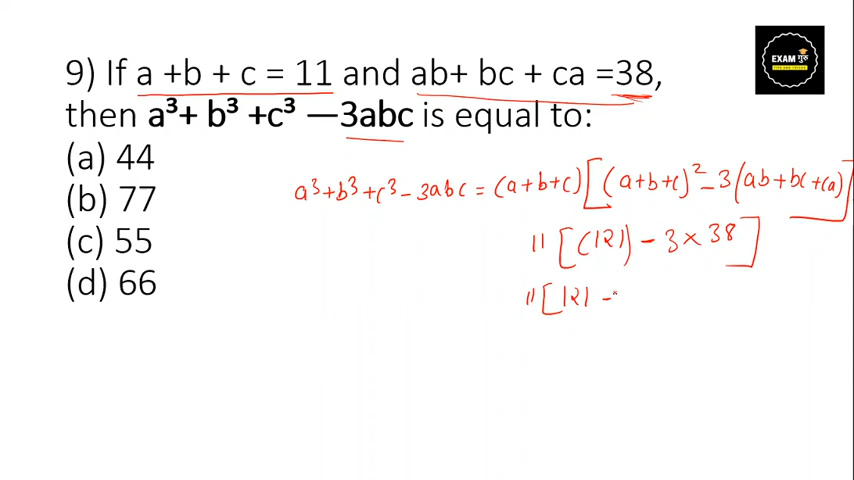 EXAM गुरु
9) If a +b + c = 11 and ab+ bc + ca =38,
then a³+ b³ +c³ —3abc is equal to:
(a) 44
(b) 77
(c) 55
(d) 66
a³+b³+c³-3abc = (a+b+c)[(a+b+c)²-3(ab+bc+ca)]
11[(121) - 3 × 38]
11[121 -